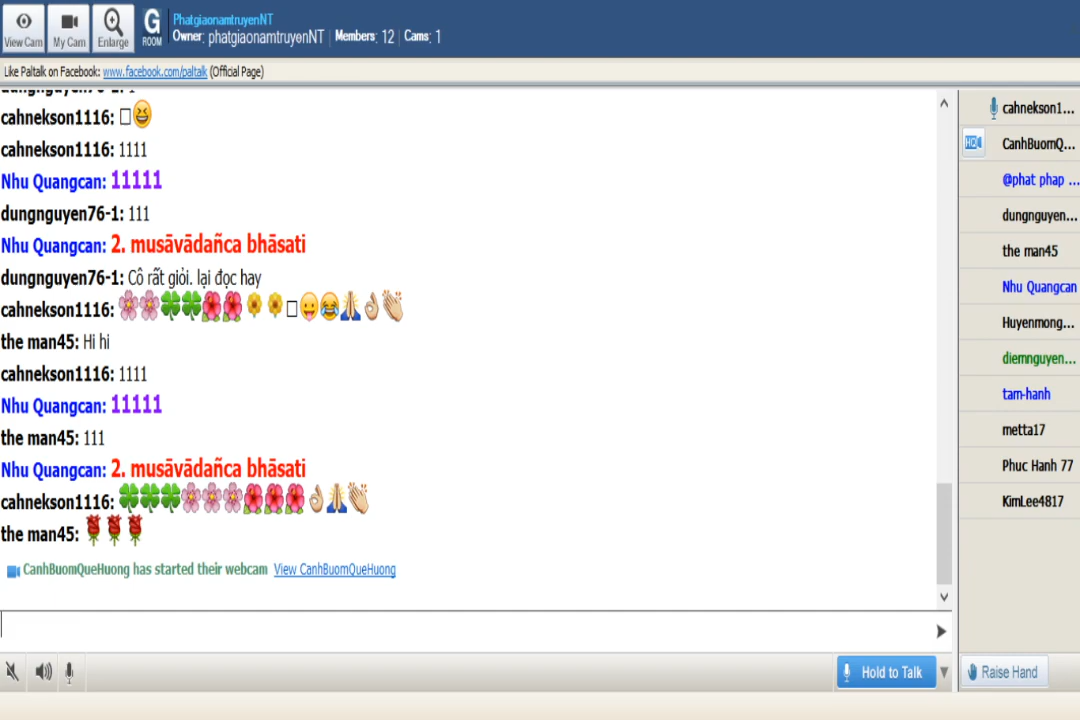 View Cam
My Cam
Enlarge
G ROOM
PhatgiaonamtruyenNT
Owner: phatgiaonamtruyenNT | Members: 12 | Cams: 1
Like Paltalk on Facebook: www.facebook.com/paltalk (Official Page)
cahnekson1116: 😆
cahnekson1116: 1111
Nhu Quangcan: 11111
dungnguyen76-1: 111
Nhu Quangcan: 2. musāvādañca bhāsati
dungnguyen76-1: Cô rất giỏi. lại đọc hay
cahnekson1116: 🌸🌸🍀🍀🌺🌺🌼🌼😛😂🙏👌👏
the man45: Hi hi
cahnekson1116: 1111
Nhu Quangcan: 11111
the man45: 111
Nhu Quangcan: 2. musāvādañca bhāsati
cahnekson1116: 🍀🍀🍀🌸🌸🌸🌺🌺🌺👌🙏👏
the man45: 🌹🌹🌹
CanhBuomQueHuong has started their webcam View CanhBuomQueHuong
Hold to Talk
cahnekson1...
HD CanhBuomQ...
@phat phap ...
dungnguyen...
the man45
Nhu Quangcan
Huyenmong...
diemnguyen...
tam-hanh
metta17
Phuc Hanh 77
KimLee4817
Raise Hand